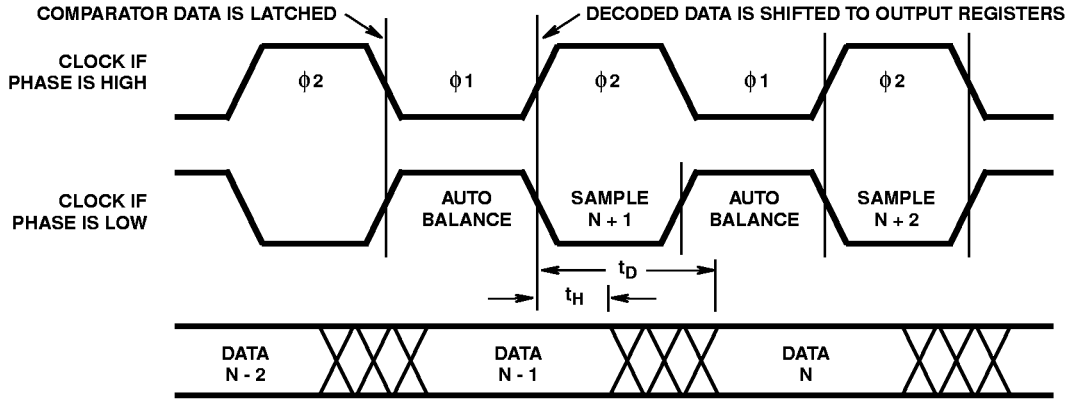 COMPARATOR DATA IS LATCHED
DECODED DATA IS SHIFTED TO OUTPUT REGISTERS
CLOCK IF
PHASE IS HIGH
ϕ2
ϕ1
ϕ2
ϕ1
ϕ2
CLOCK IF
PHASE IS LOW
AUTO
BALANCE
SAMPLE
N + 1
AUTO
BALANCE
SAMPLE
N + 2
tD
tH
DATA
N - 2
DATA
N - 1
DATA
N